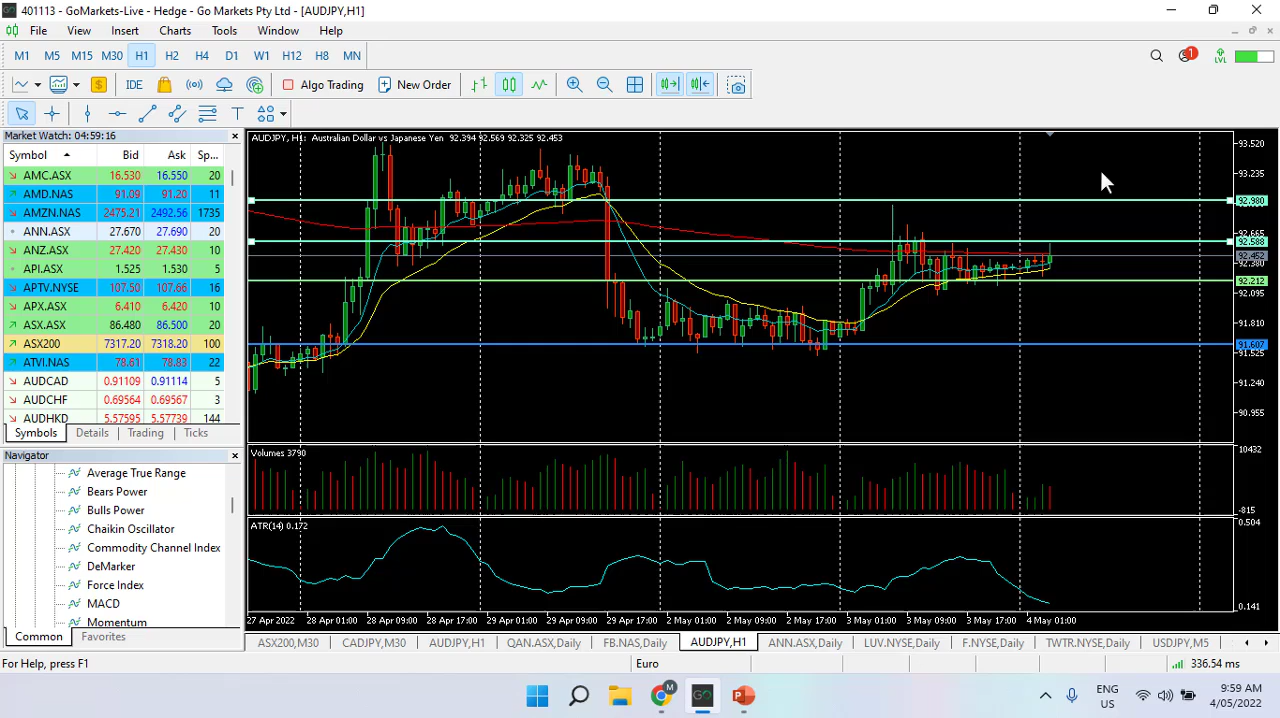 401113 - GoMarkets-Live - Hedge - Go Markets Pty Ltd - [AUDJPY,H1]
File View Insert Charts Tools Window Help
M1 M5 M15 M30 H1 H2 H4 D1 W1 H12 H8 MN 1 LVL
$ IDE Algo Trading New Order
T
Market Watch: 04:59:16
Symbol Bid Ask Sp...
AMC.ASX 16.530 16.550 20
AMD.NAS 91.09 91.20 11
AMZN.NAS 2475.21 2492.56 1735
ANN.ASX 27.670 27.690 20
ANZ.ASX 27.420 27.430 10
API.ASX 1.525 1.530 5
APTV.NYSE 107.50 107.66 16
APX.ASX 6.410 6.420 10
ASX.ASX 86.480 86.500 20
ASX200 7317.20 7318.20 100
ATVI.NAS 78.61 78.83 22
AUDCAD 0.91109 0.91114 5
AUDCHF 0.69564 0.69567 3
AUDHKD 5.57595 5.57739 144
Symbols Details Trading Ticks
Navigator
Average True Range
Bears Power
Bulls Power
Chaikin Oscillator
Commodity Channel Index
DeMarker
Force Index
MACD
Momentum
Common Favorites
AUDJPY, H1: Australian Dollar vs Japanese Yen 92.394 92.569 92.325 92.453
93.520
93.235
92.980
92.665
92.588
92.452
92.380
92.212
92.095
91.810
91.607
91.525
91.240
90.955
Volumes 3790
10432
-815
ATR(14) 0.172
0.504
0.141
27 Apr 2022 28 Apr 01:00 28 Apr 09:00 28 Apr 17:00 29 Apr 01:00 29 Apr 09:00 29 Apr 17:00 2 May 01:00 2 May 09:00 2 May 17:00 3 May 01:00 3 May 09:00 3 May 17:00 4 May 01:00
ASX200,M30 CADJPY,M30 AUDJPY,H1 QAN.ASX,Daily FB.NAS,Daily AUDJPY,H1 ANN.ASX,Daily LUV.NYSE,Daily F.NYSE,Daily TWTR.NYSE,Daily USDJPY,M5
For Help, press F1 Euro 336.54 ms
M GO P ENG US 9:59 AM 4/05/2022